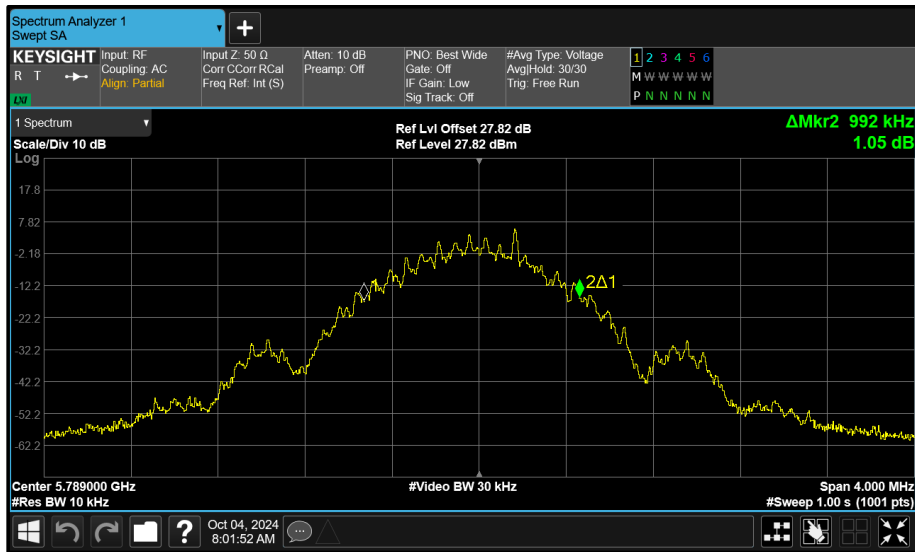 Spectrum Analyzer 1
Swept SA
+
KEYSIGHT
R T
LXI
Input: RF
Coupling: AC
Align: Partial
Input Z: 50 Ω
Corr CCorr RCal
Freq Ref: Int (S)
Atten: 10 dB
Preamp: Off
PNO: Best Wide
Gate: Off
IF Gain: Low
Sig Track: Off
#Avg Type: Voltage
Avg|Hold: 30/30
Trig: Free Run
1 2 3 4 5 6
M W W W W W
P N N N N N
1 Spectrum
Scale/Div 10 dB
Log
Ref Lvl Offset 27.82 dB
Ref Level 27.82 dBm
ΔMkr2 992 kHz
1.05 dB
17.8
7.82
-2.18
-12.2
-22.2
-32.2
-42.2
-52.2
-62.2
1
2Δ1
Center 5.789000 GHz
#Res BW 10 kHz
#Video BW 30 kHz
Span 4.000 MHz
#Sweep 1.00 s (1001 pts)
?
Oct 04, 2024
8:01:52 AM